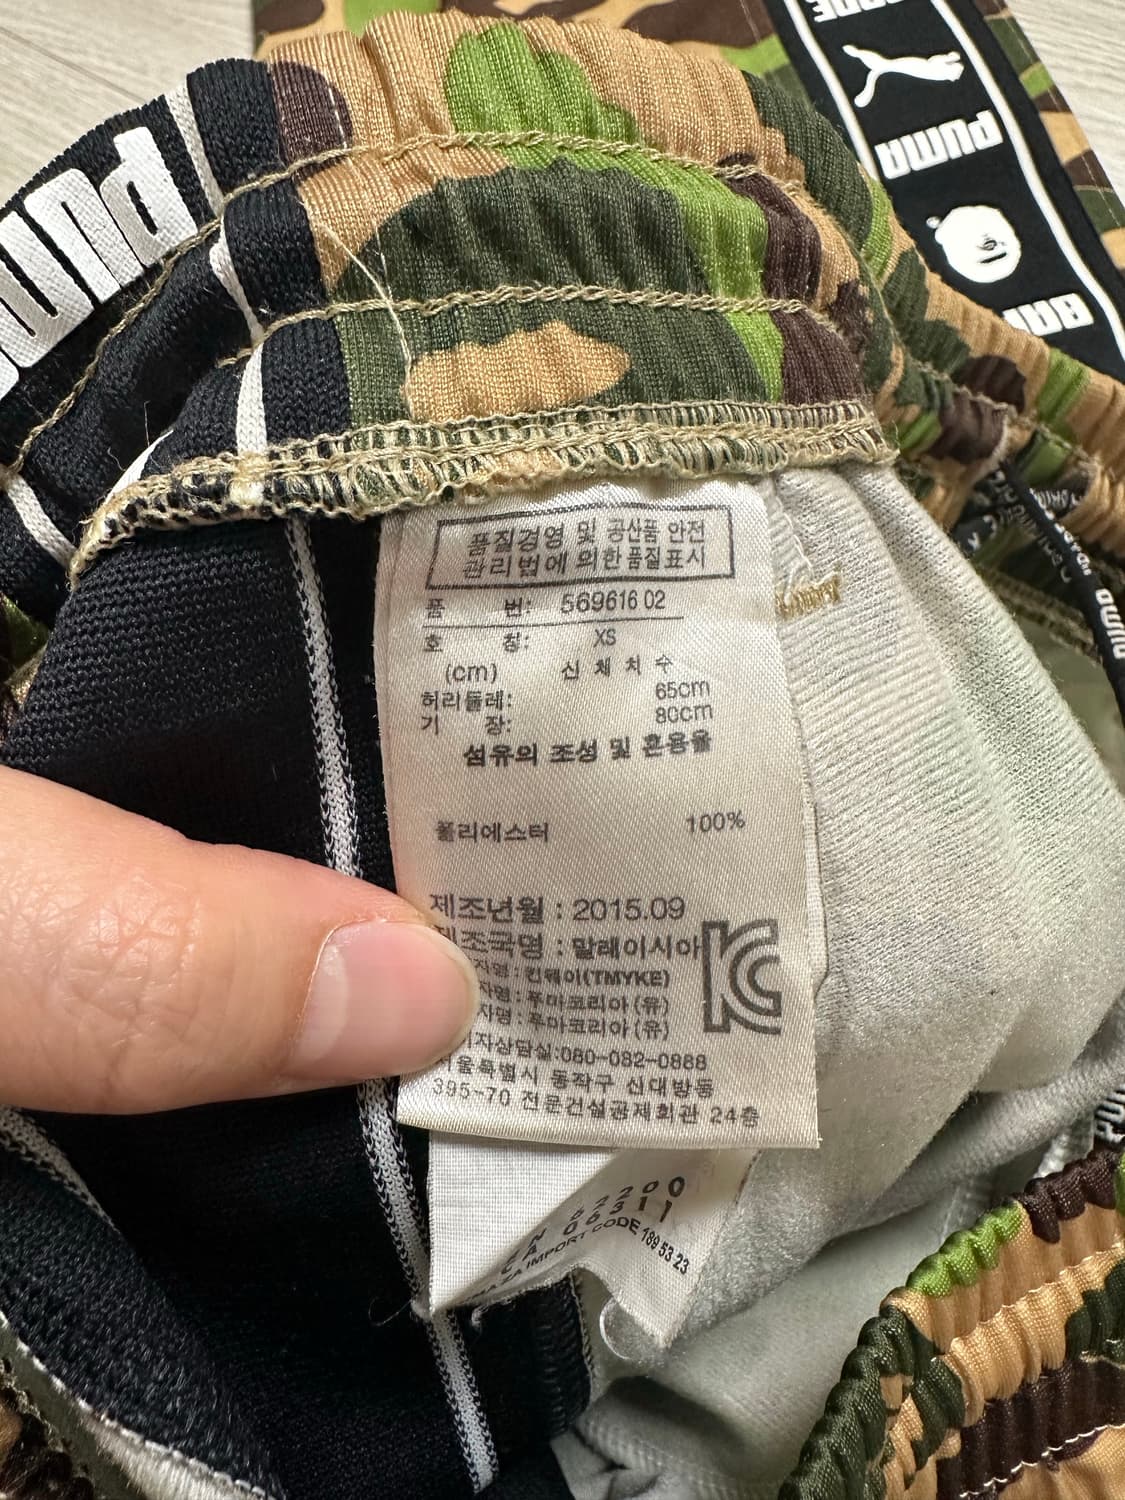 PUMA
PUMA
품질경영 및 공산품 안전
관리법에 의한 품질표시
품 번: 569616 02
호 칭: XS
(cm) 신 체 치 수
허리둘레: 65cm
기 장: 80cm
섬유의 조성 및 혼용율
폴리에스터 100%
제조년월 : 2015.09
제조국명 : 말레이시아
자명 : 킨웨이(TMYKE)
자명 : 푸마코리아 (유)
자명 : 푸마코리아 (유)
자상담실:080-082-0888
서울특별시 동작구 신대방동
395-70 전문건설공제회관 24층
IMPORT CODE 189 53 23